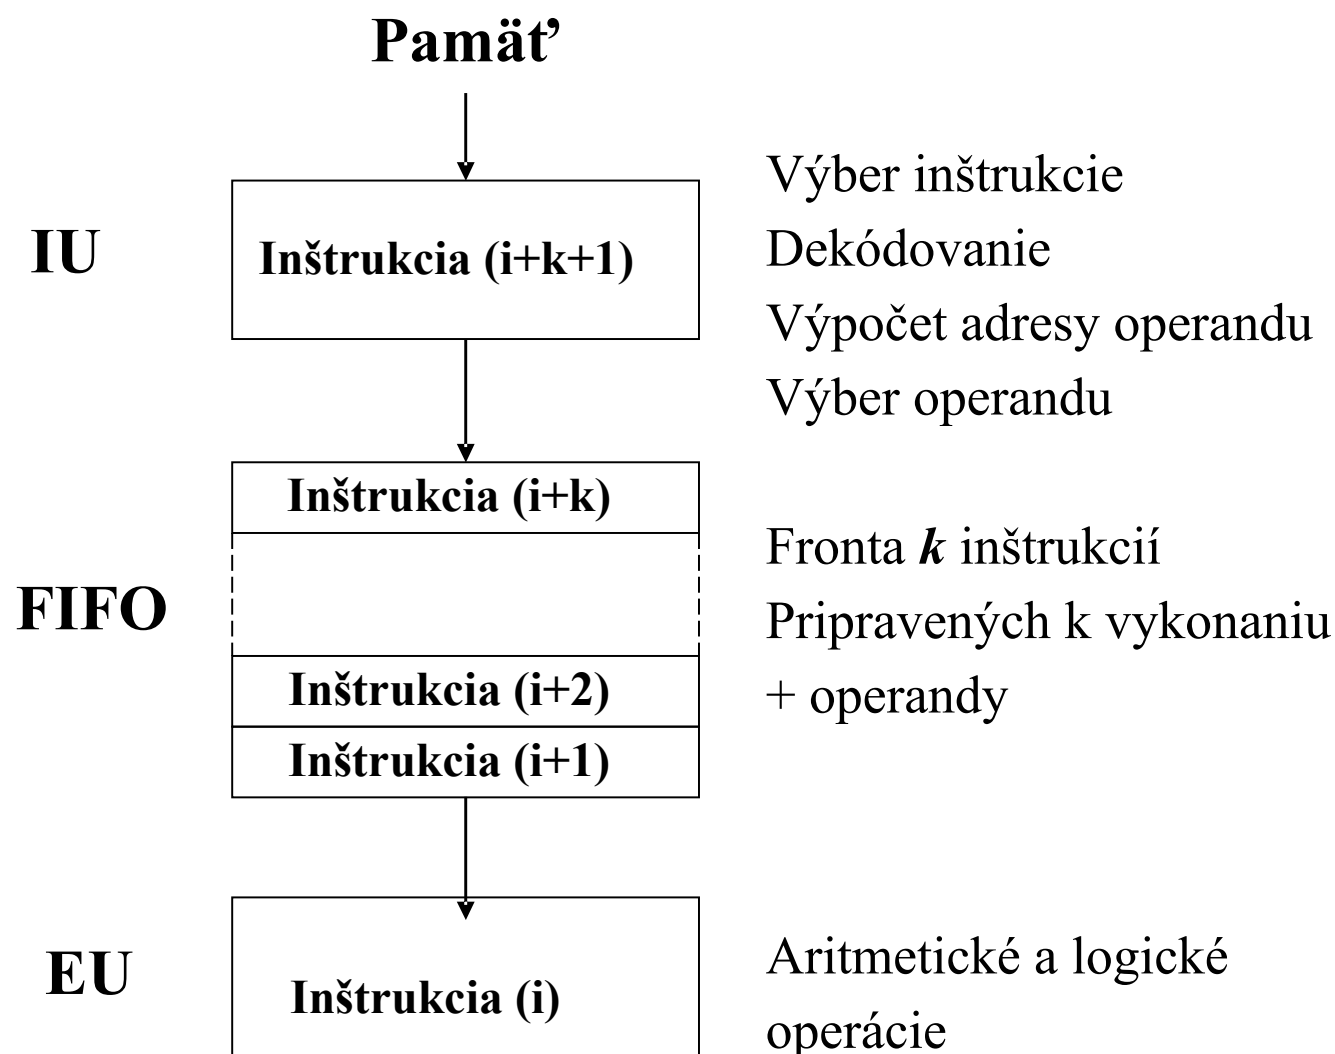 Pamäť
IU
Inštrukcia (i+k+1)
Výber inštrukcie
Dekódovanie
Výpočet adresy operandu
Výber operandu
FIFO
Inštrukcia (i+k)
Inštrukcia (i+2)
Inštrukcia (i+1)
Fronta k inštrukcií
Pripravených k vykonaniu
+ operandy
EU
Inštrukcia (i)
Aritmetické a logické
operácie